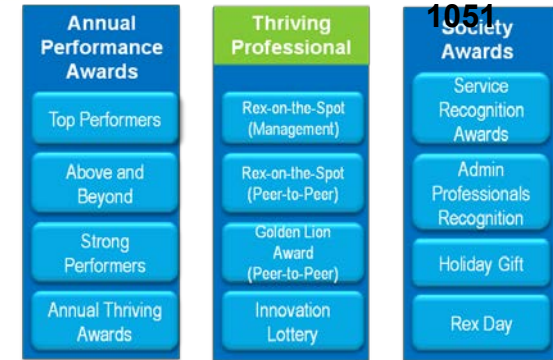 Annual
Performance
Awards
Top Performers
Above and
Beyond
Strong
Performers
Annual Thriving
Awards
Thriving
Professional
Rex-on-the-Spot
(Management)
Rex-on-the-Spot
(Peer-to-Peer)
Golden Lion
Award
(Peer-to-Peer)
Innovation
Lottery
1051
Society
Awards
Service
Recognition
Awards
Admin
Professionals
Recognition
Holiday Gift
Rex Day